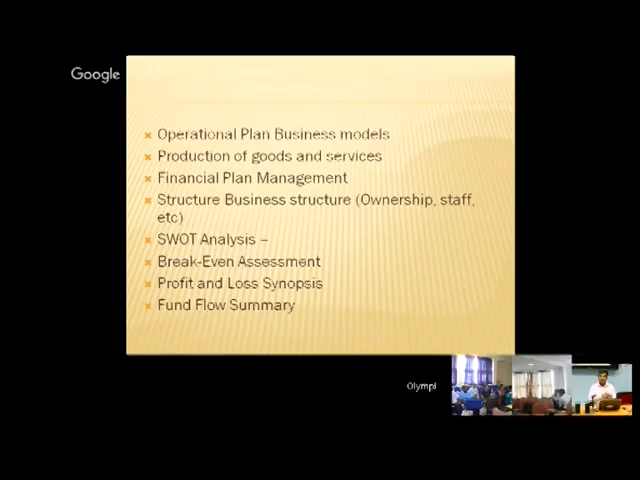 Google
Operational Plan Business models
Production of goods and services
Financial Plan Management
Structure Business structure (Ownership, staff,
etc)
SWOT Analysis –
Break-Even Assessment
Profit and Loss Synopsis
Fund Flow Summary
Olympi